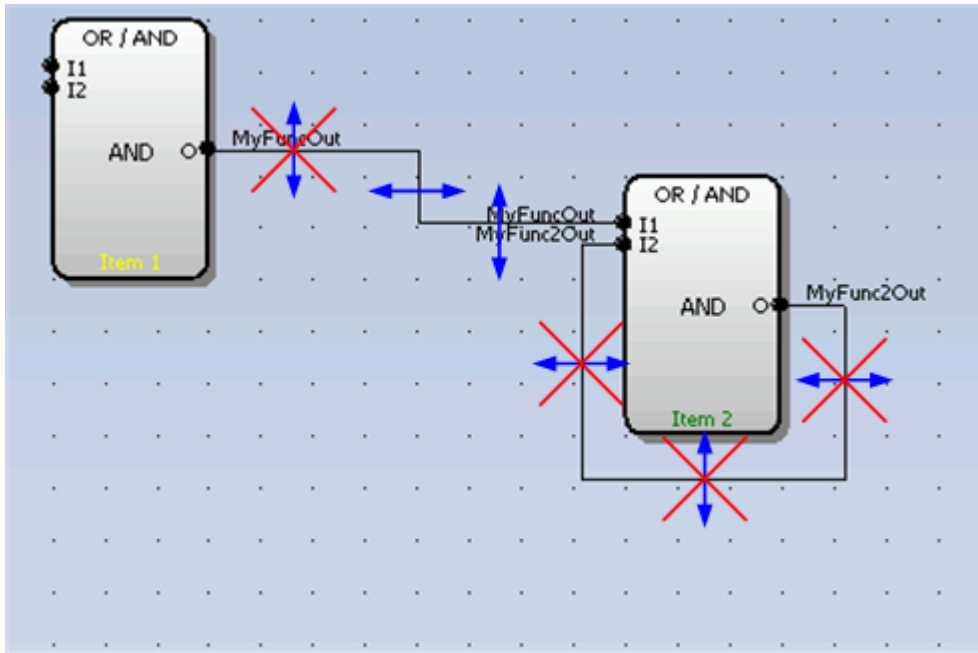 OR / AND
I1
I2
AND
MyFuncOut
Item 1
OR / AND
MyFuncOut
I1
MyFunc2Out
I2
AND
MyFunc2Out
Item 2